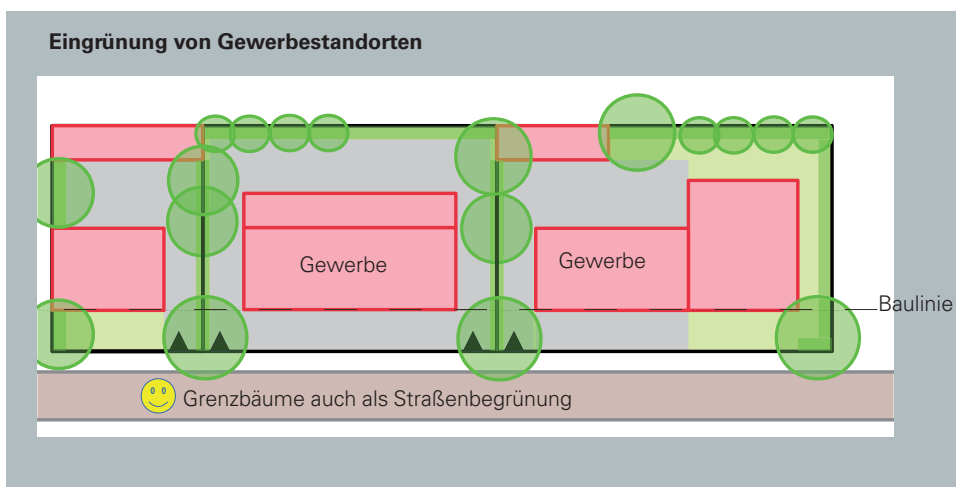 Eingrünung von Gewerbestandorten
Gewerbe
Gewerbe
Baulinie
Grenzbäume auch als Straßenbegrünung